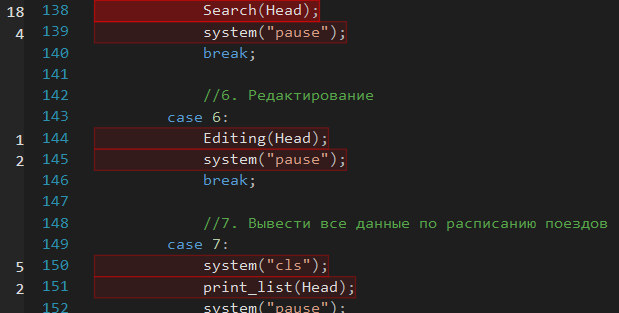 18 138 Search(Head);
4 139 system("pause");
140 break;
141
142 //6. Редактирование
143 case 6:
1 144 Editing(Head);
2 145 system("pause");
146 break;
147
148 //7. Вывести все данные по расписанию поездов
149 case 7:
5 150 system("cls");
2 151 print_list(Head);
152 system("pause");